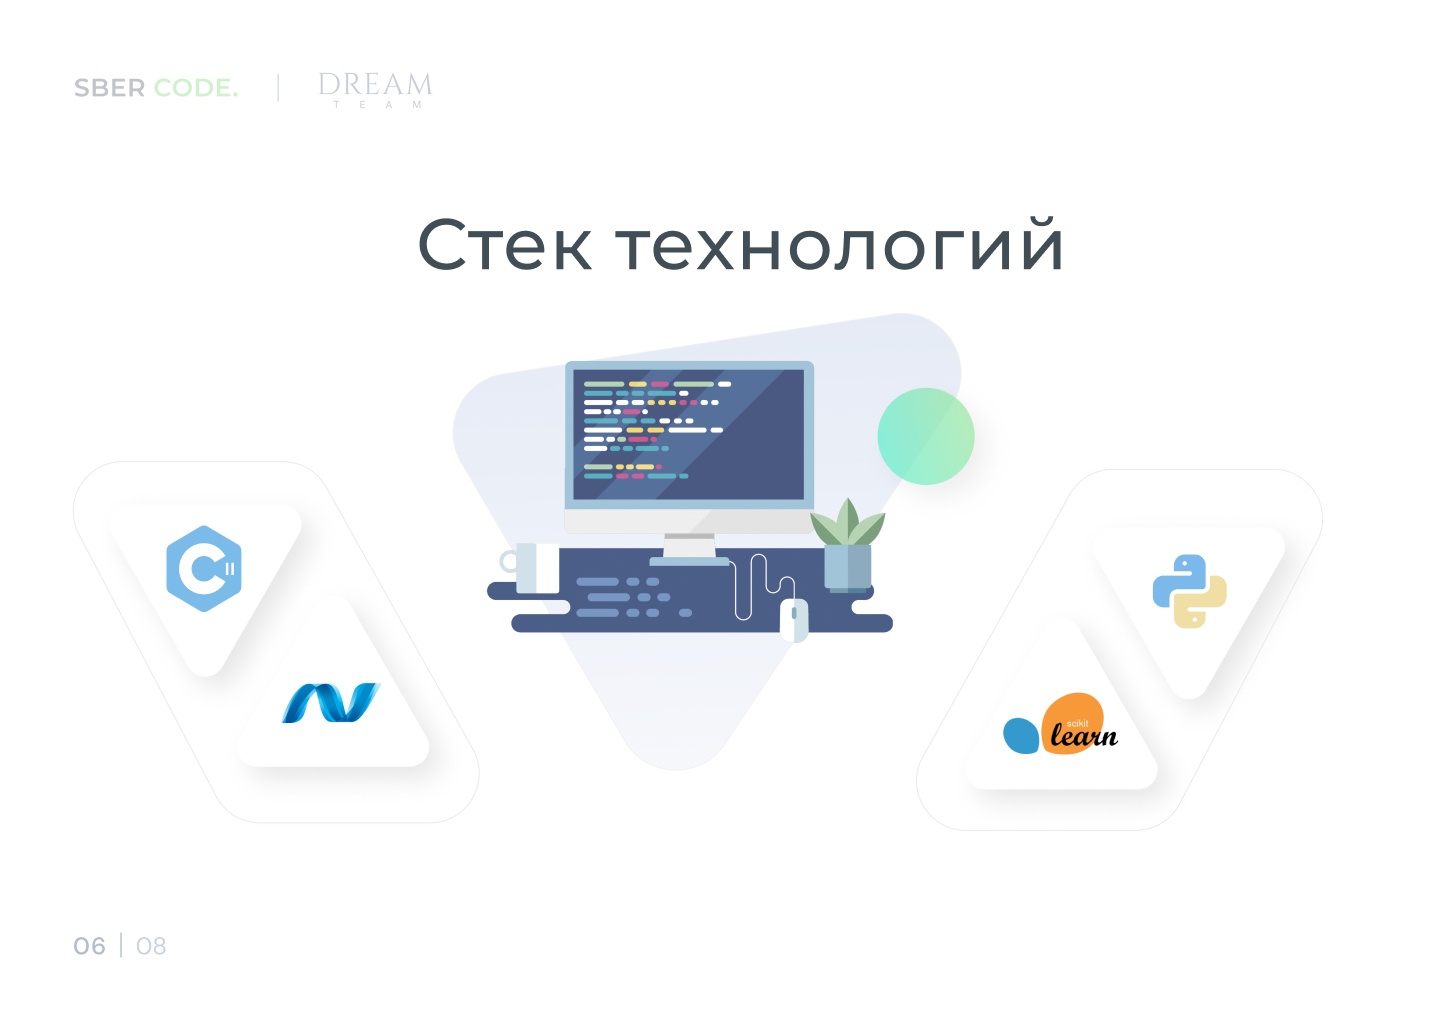 SBER CODE.
DREAM
TEAM
Стек технологий
C
scikit
learn
06 | 08